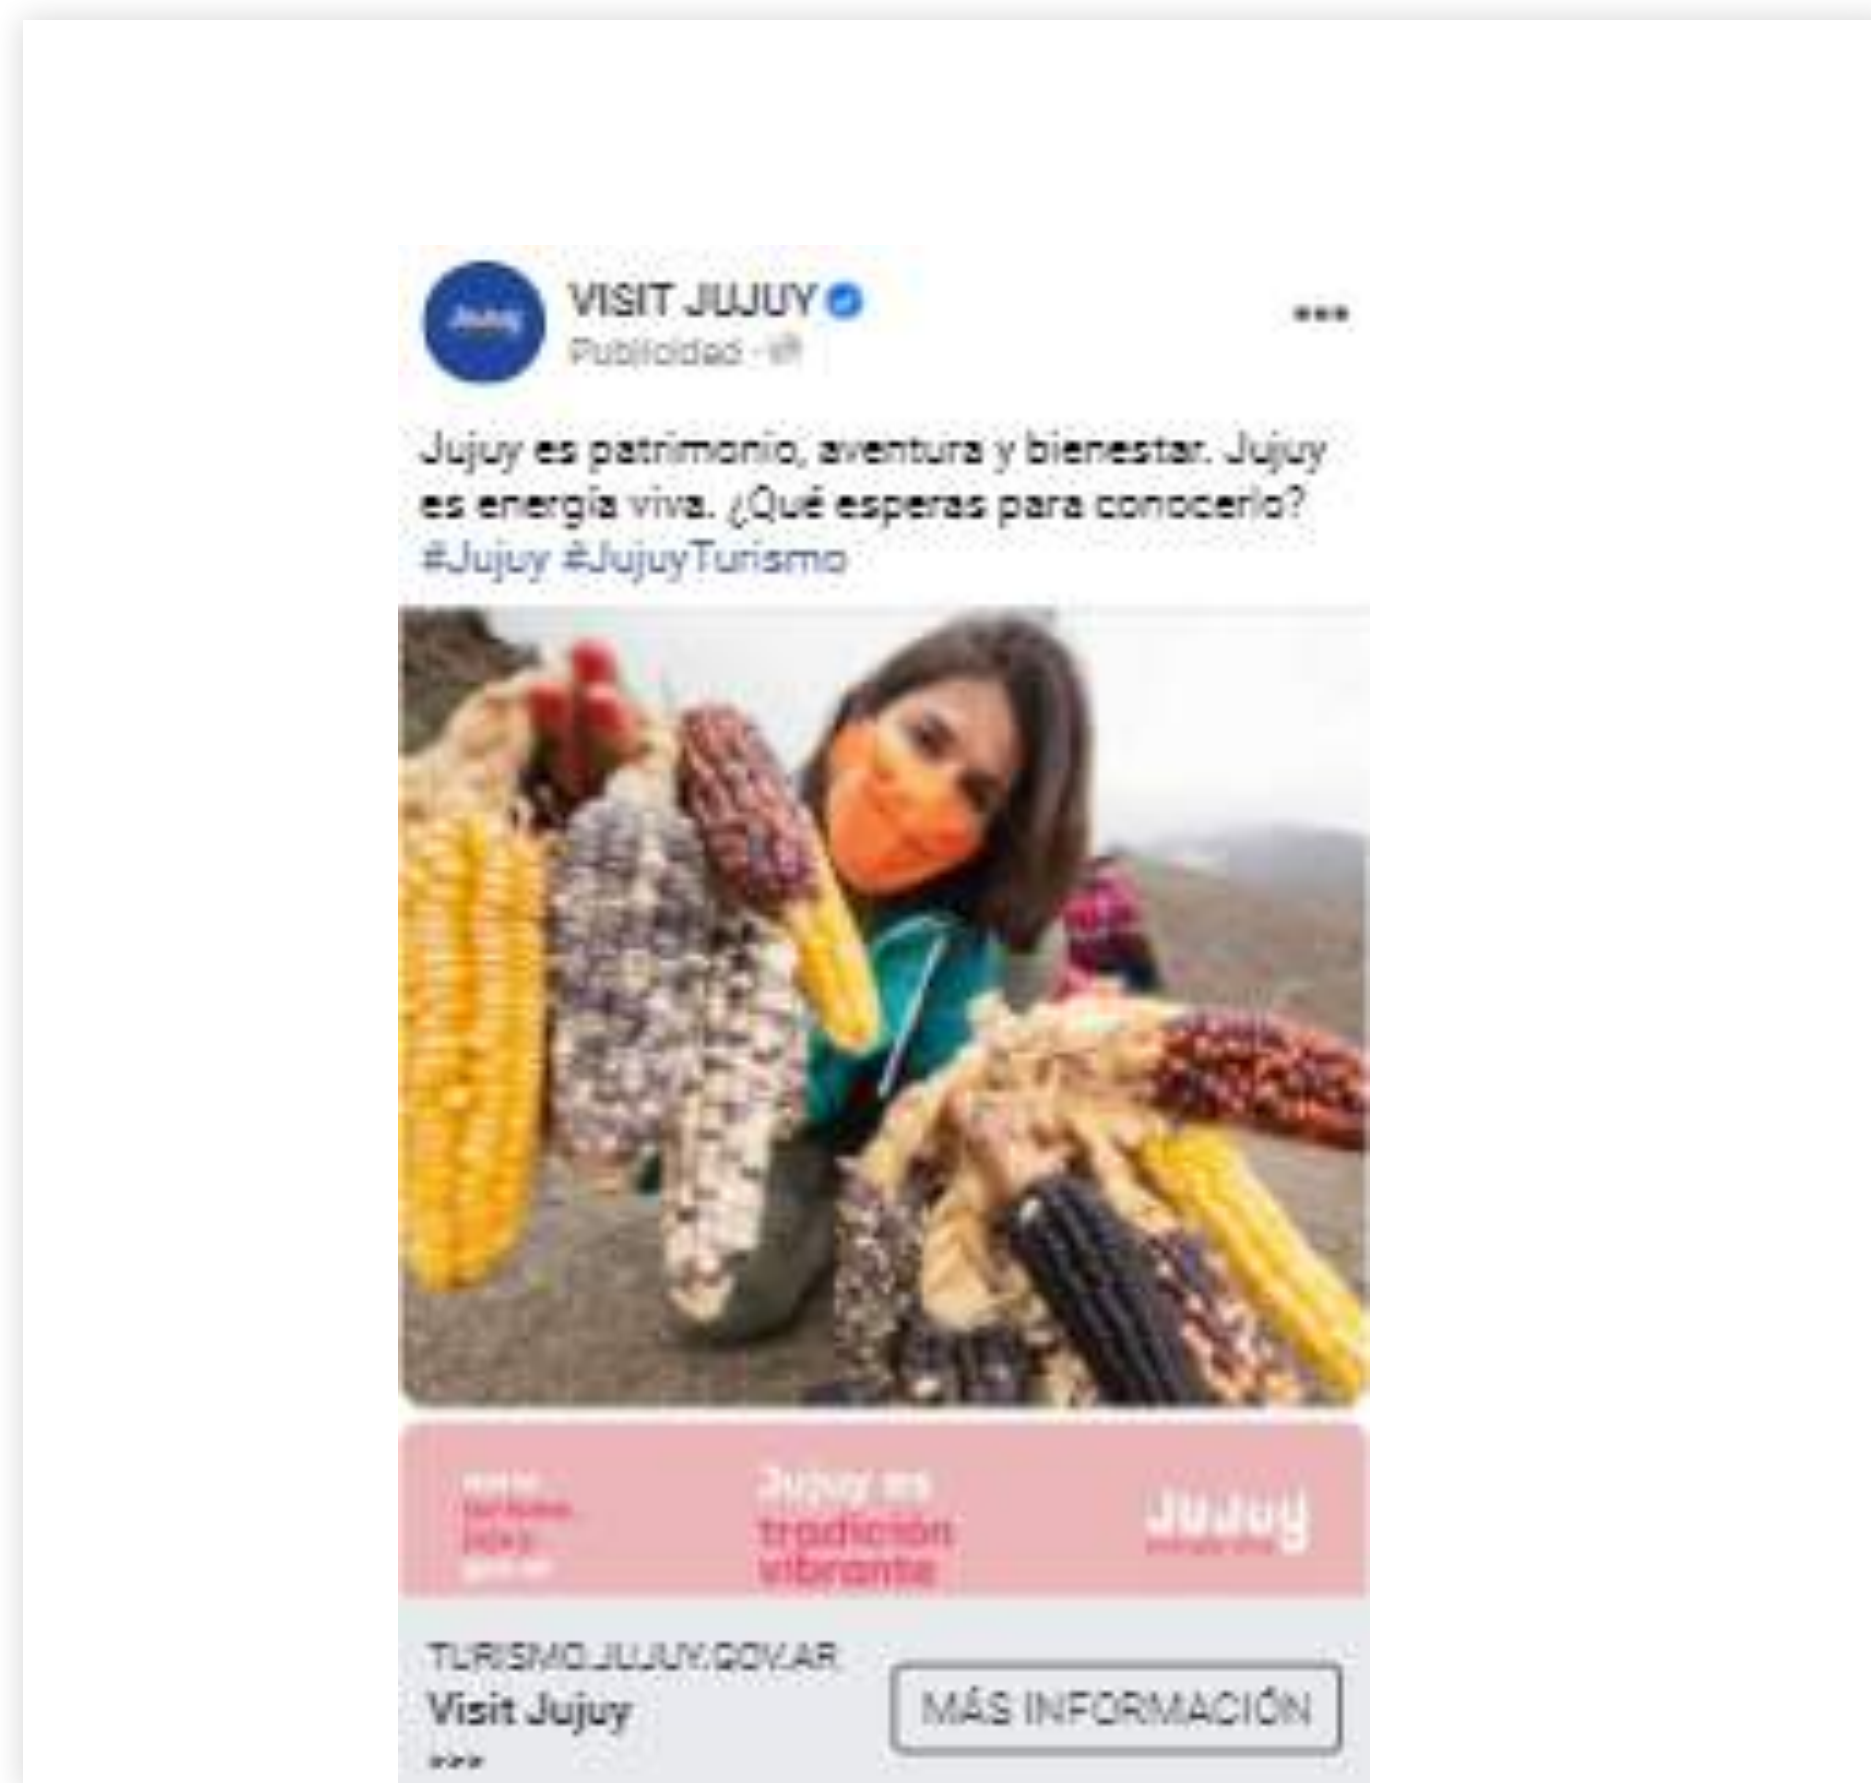 Jujuy
VISIT JUJUY
Publicidad ·
Jujuy es patrimonio, aventura y bienestar. Jujuy
es energía viva. ¿Qué esperas para conocerlo?
#Jujuy #JujuyTurismo
Jujuy es
tradición
vibrante
Jujuy
TURISMO.JUJUY.GOV.AR
Visit Jujuy
>>>
MÁS INFORMACIÓN